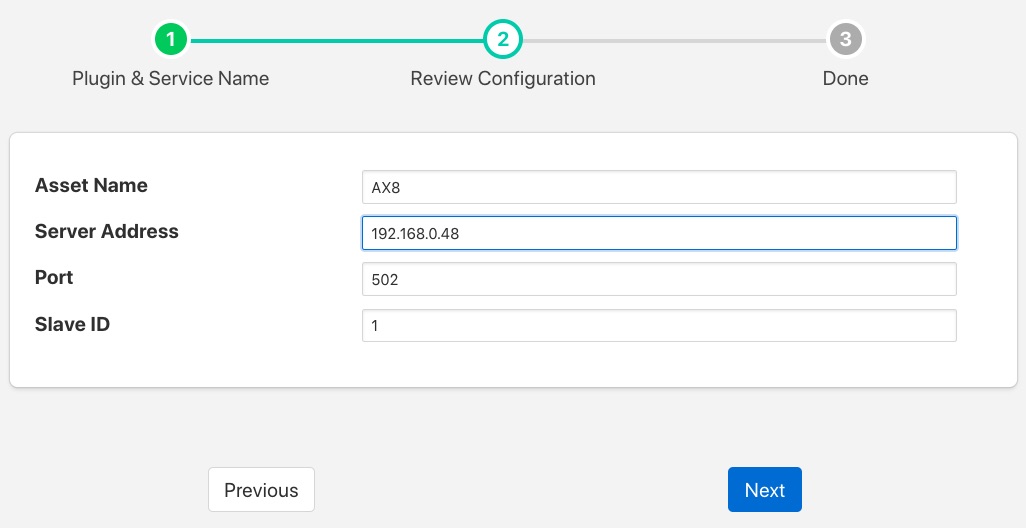 1 2 3
Plugin & Service Name Review Configuration Done
Asset Name AX8
Server Address 192.168.0.48
Port 502
Slave ID 1
Previous Next